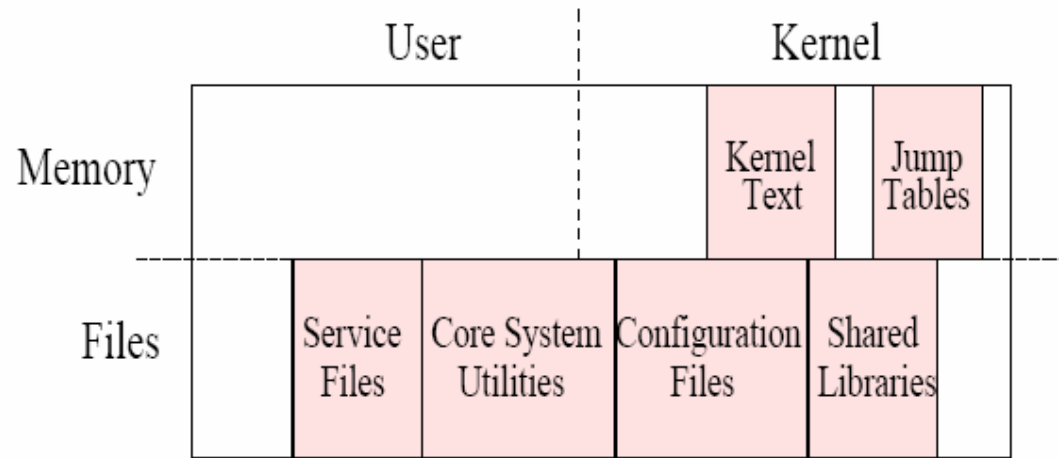 User
Kernel
Memory
Kernel
Text
Jump
Tables
Files
Service
Files
Core System
Utilities
Configuration
Files
Shared
Libraries